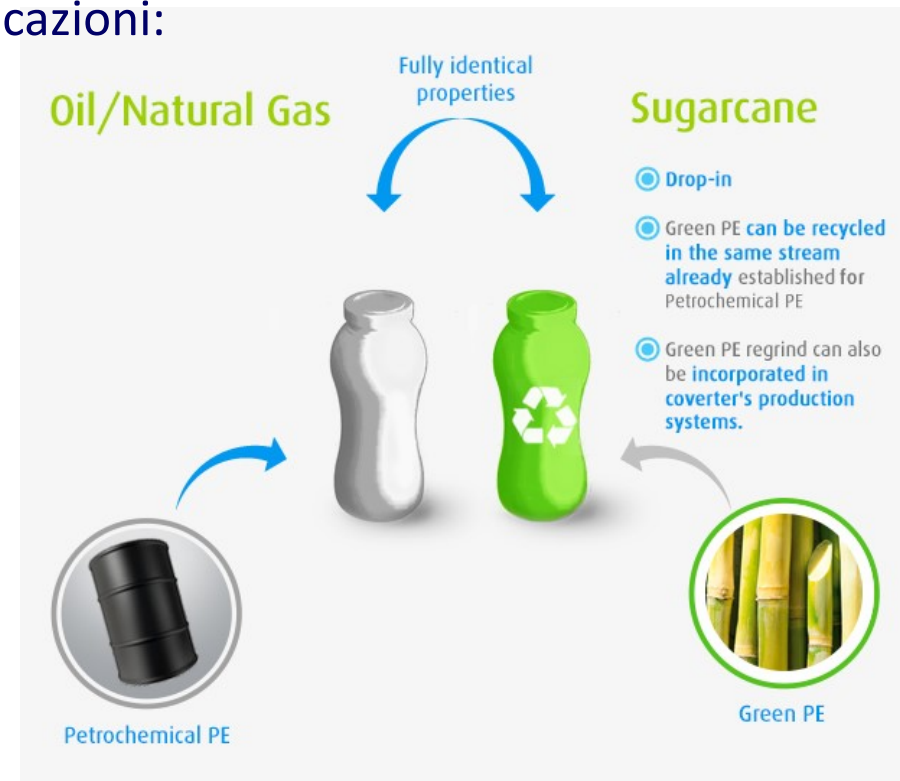 cazioni:
Fully identical
properties
Oil/Natural Gas
Sugarcane
Drop-in
Green PE can be recycled
in the same stream
already established for
Petrochemical PE
Green PE regrind can also
be incorporated in
coverter's production
systems.
Petrochemical PE
Green PE